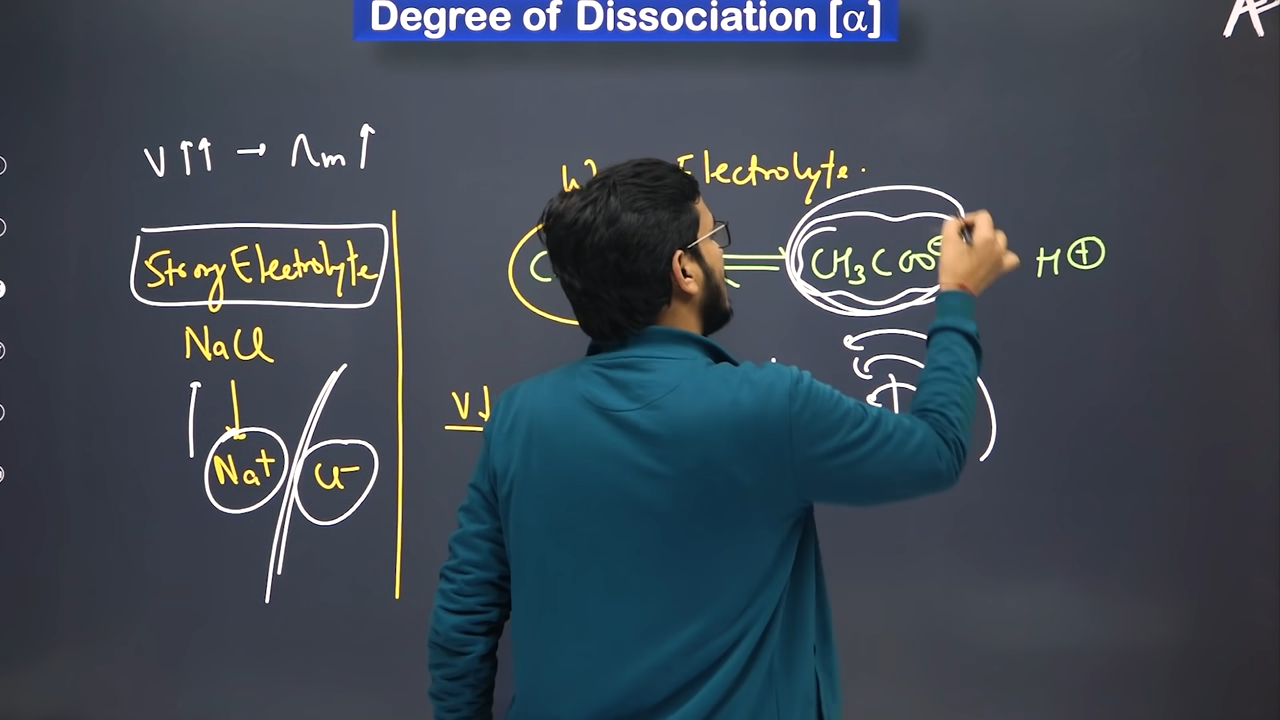 Degree of Dissociation [α]
V↑↑ → Λm↑
Electrolyte.
Strong Electrolyte
CH3COO
H⊕
NaCl
V↓
Na+
Cl-